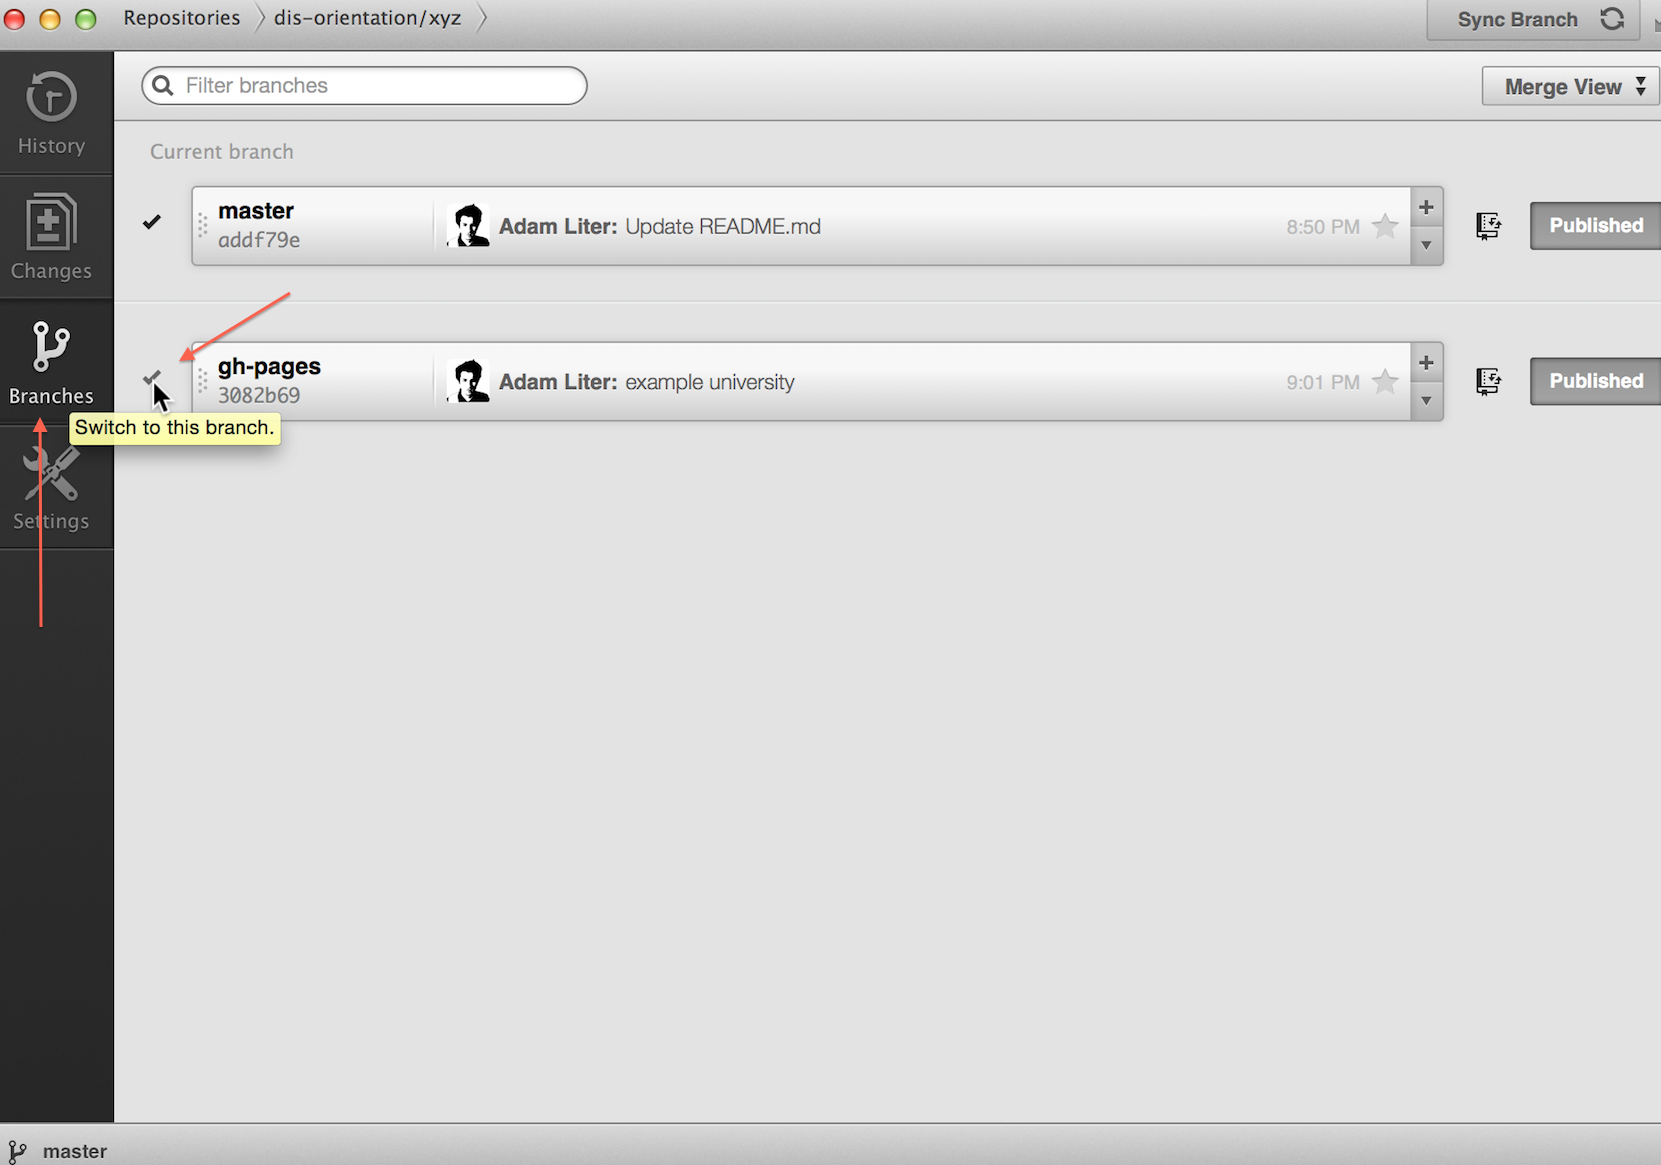 Repositories dis-orientation/xyz Sync Branch
Filter branches Merge View
History
Current branch
master
addf79e
Adam Liter: Update README.md 8:50 PM Published
Changes
gh-pages
3082b69
Adam Liter: example university 9:01 PM Published
Branches
Switch to this branch.
Settings
master